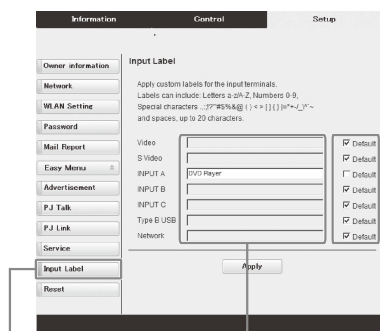 Information Control Setup
Owner information
Network
WLAN Setting
Password
Mail Report
Easy Menu
Advertisement
PJ Talk
PJ Link
Service
Input Label
Reset
Input Label
Apply custom labels for the input terminals.
Labels can include: Letters a-z/A-Z, Numbers 0-9,
Special characters .,:;!?"'#$%&@ ( ) < > [ ] { } |=*+-/_\^`~
and spaces, up to 20 characters.
Video Default
S Video Default
INPUT A DVD Player Default
INPUT B Default
INPUT C Default
Type B USB Default
Network Default
Apply